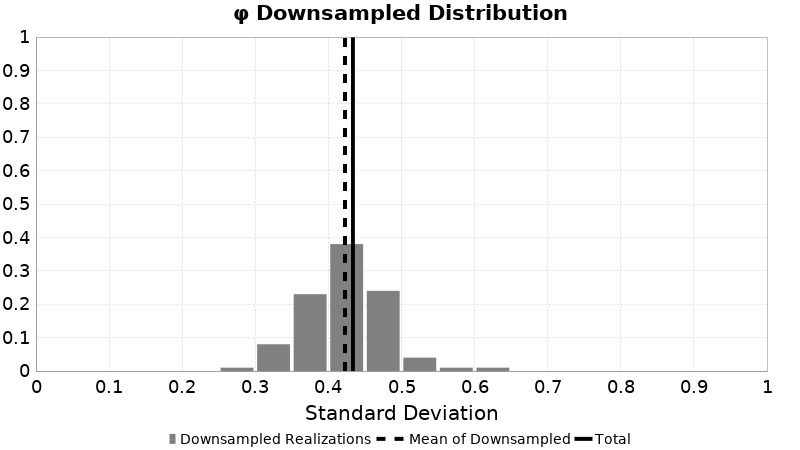 φ Downsampled Distribution
1
0.9
0.8
0.7
0.6
0.5
0.4
0.3
0.2
0.1
0
0 0.1 0.2 0.3 0.4 0.5 0.6 0.7 0.8 0.9 1
Standard Deviation
Downsampled Realizations Mean of Downsampled Total